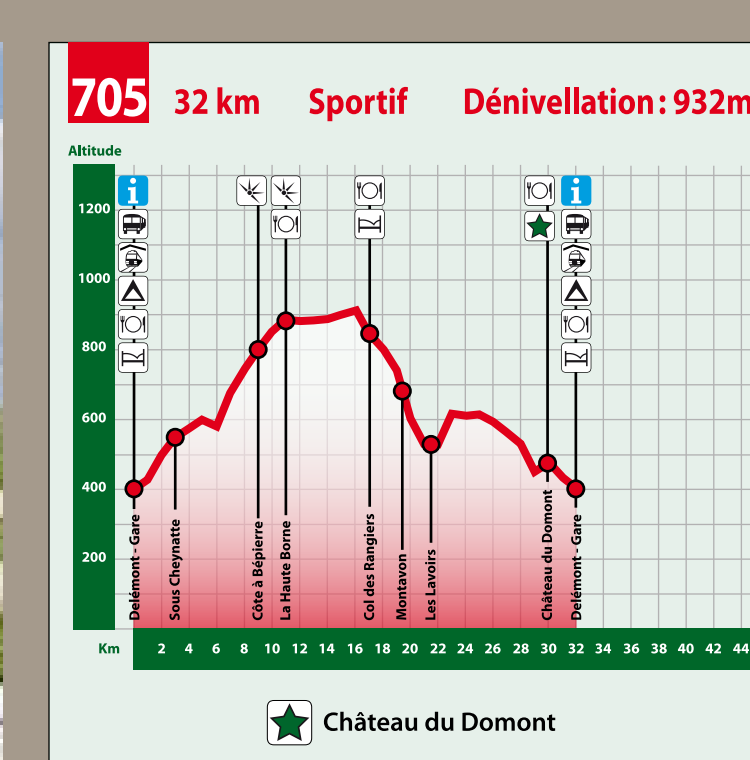 705 32 km Sportif Dénivellation : 932m
Altitude
1200
1000
800
600
400
200
Delémont - Gare
Sous Cheynatte
Côte à Bépierre
La Haute Borne
Col des Rangiers
Montavon
Les Lavoirs
Château du Domont
Delémont - Gare
Km 2 4 6 8 10 12 14 16 18 20 22 24 26 28 30 32 34 36 38 40 42 44
Château du Domont